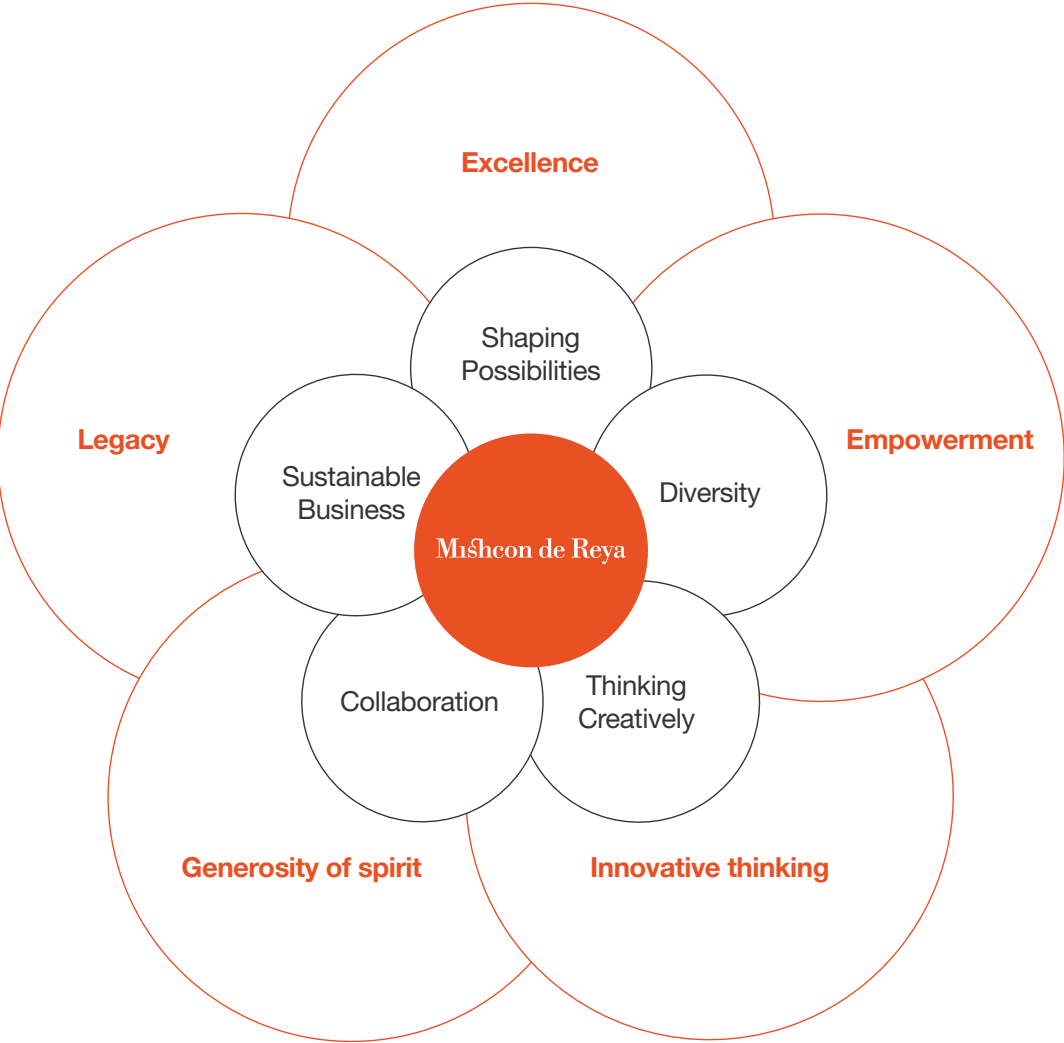 Excellence
Shaping
Possibilities
Legacy
Empowerment
Sustainable
Business
Diversity
Mishcon de Reya
Collaboration
Thinking
Creatively
Generosity of spirit
Innovative thinking